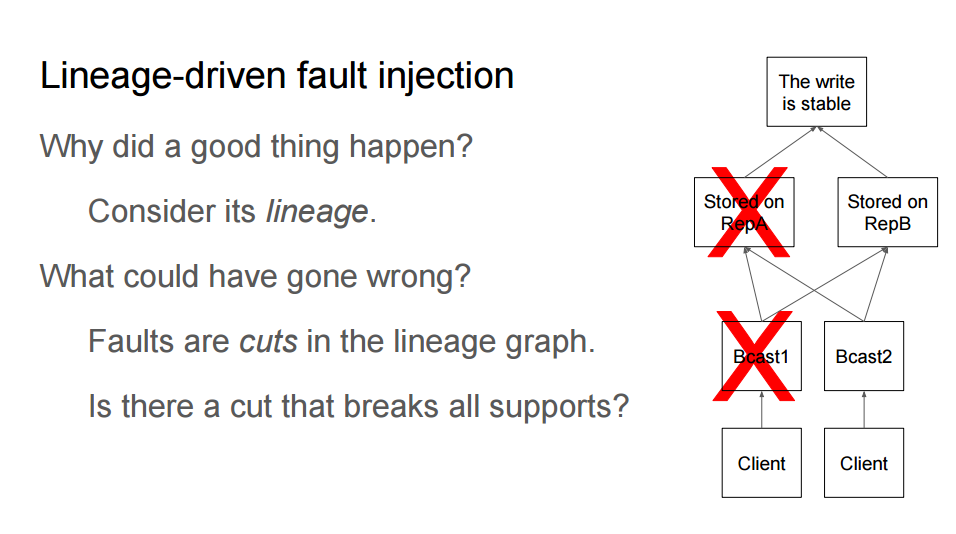 Lineage-driven fault injection
Why did a good thing happen?
Consider its lineage.
What could have gone wrong?
Faults are cuts in the lineage graph.
Is there a cut that breaks all supports?
The write
is stable
Stored on
RepA
Stored on
RepB
Bcast1
Bcast2
Client
Client